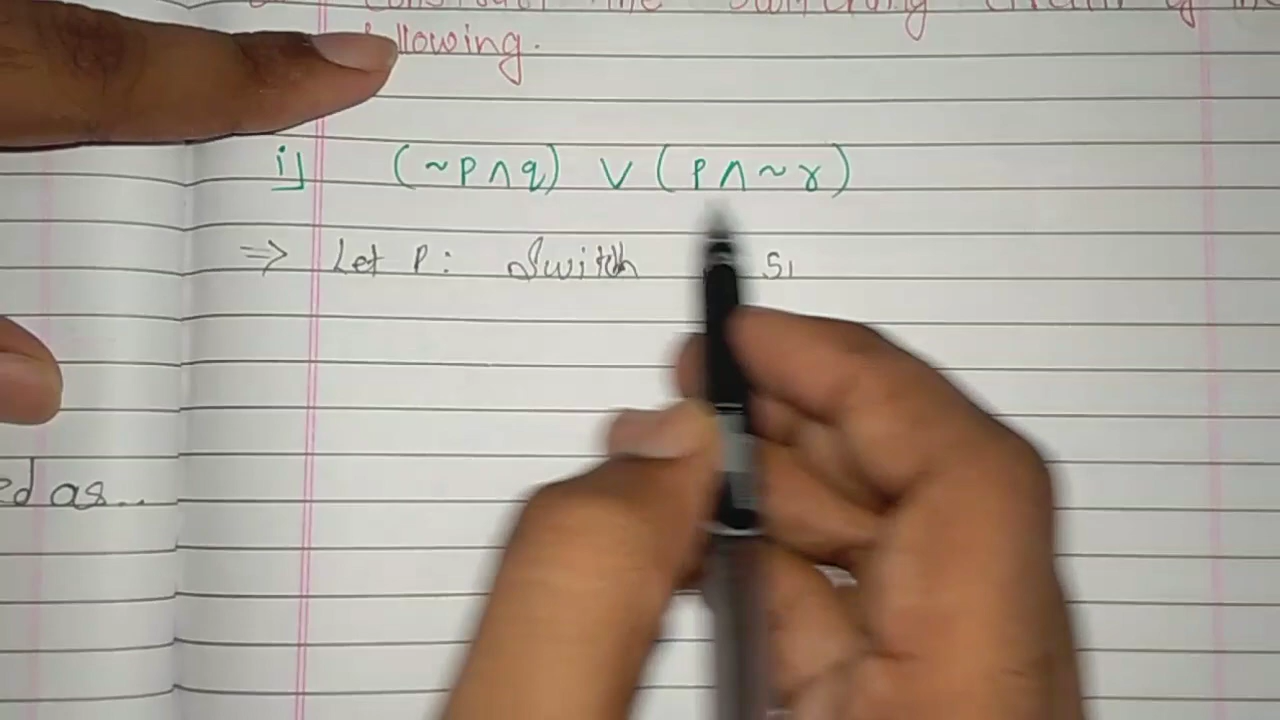 following.
i] (~p∧q) ∨ (p∧~r)
⇒ Let P: Switch S1
ed as...